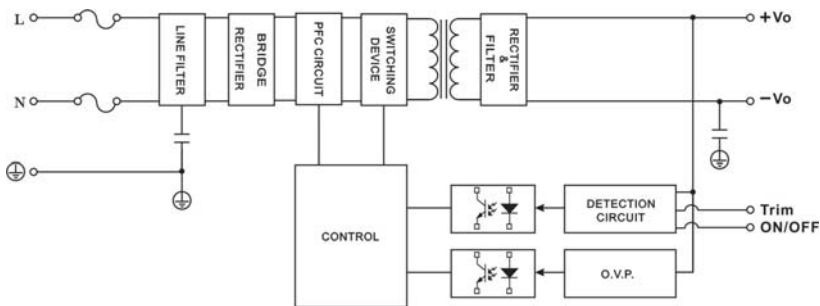 L
N
LINE FILTER
BRIDGE
RECTIFIER
PFC CIRCUIT
SWITCHING
DEVICE
RECTIFIER
&
FILTER
+Vo
−Vo
CONTROL
DETECTION
CIRCUIT
Trim
ON/OFF
O.V.P.